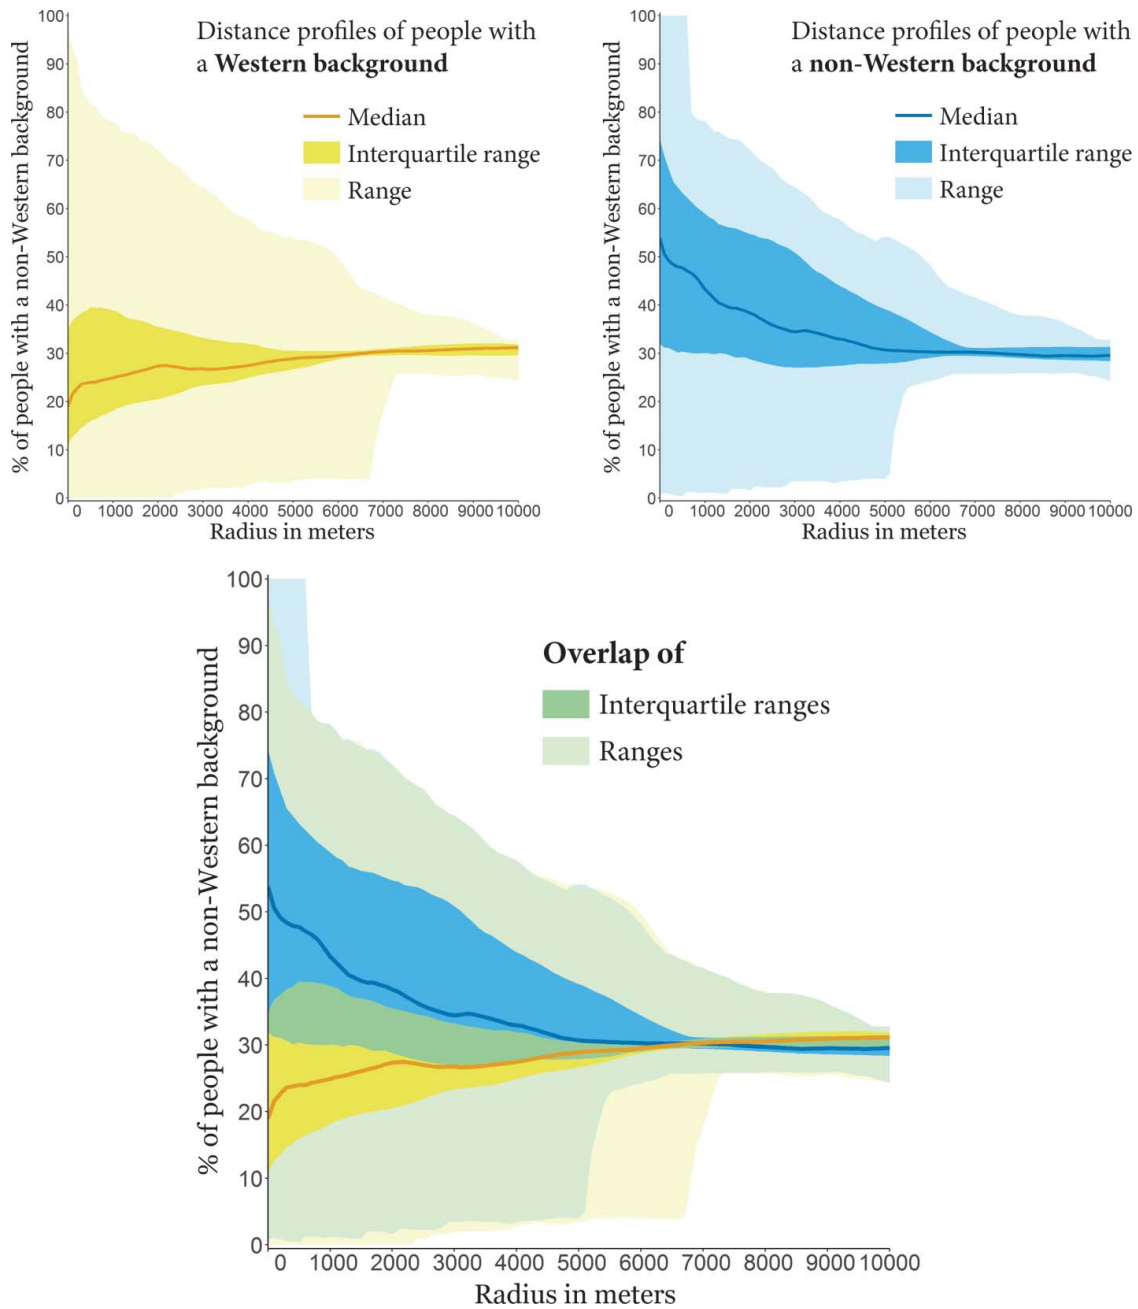 Distance profiles of people with
a Western background
Median
Interquartile range
Range
% of people with a non-Western background
100
90
80
70
60
50
40
30
20
10
0
0 1000 2000 3000 4000 5000 6000 7000 8000 9000 10000
Radius in meters
Distance profiles of people with
a non-Western background
Median
Interquartile range
Range
% of people with a non-Western background
100
90
80
70
60
50
40
30
20
10
0
0 1000 2000 3000 4000 5000 6000 7000 8000 9000 10000
Radius in meters
Overlap of
Interquartile ranges
Ranges
% of people with a non-Western background
100
90
80
70
60
50
40
30
20
10
0
0 1000 2000 3000 4000 5000 6000 7000 8000 9000 10000
Radius in meters